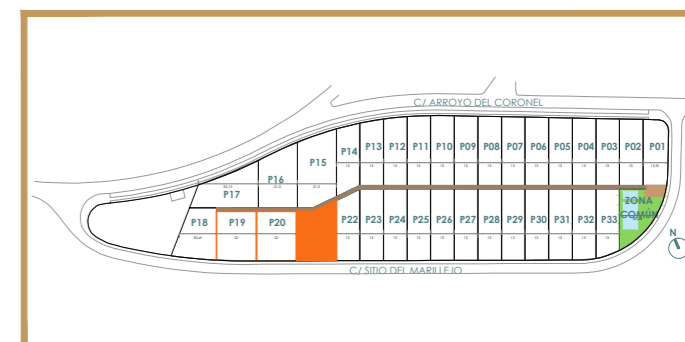 C/ ARROYO DEL CORONEL
P17 P16 P15 P14 P13 P12 P11 P10 P09 P08 P07 P06 P05 P04 P03 P02 P01
P18 P19 P20 P22 P23 P24 P25 P26 P27 P28 P29 P30 P31 P32 P33
ZONA
COMÚN
N
C/ SITIO DEL MARILLEJO